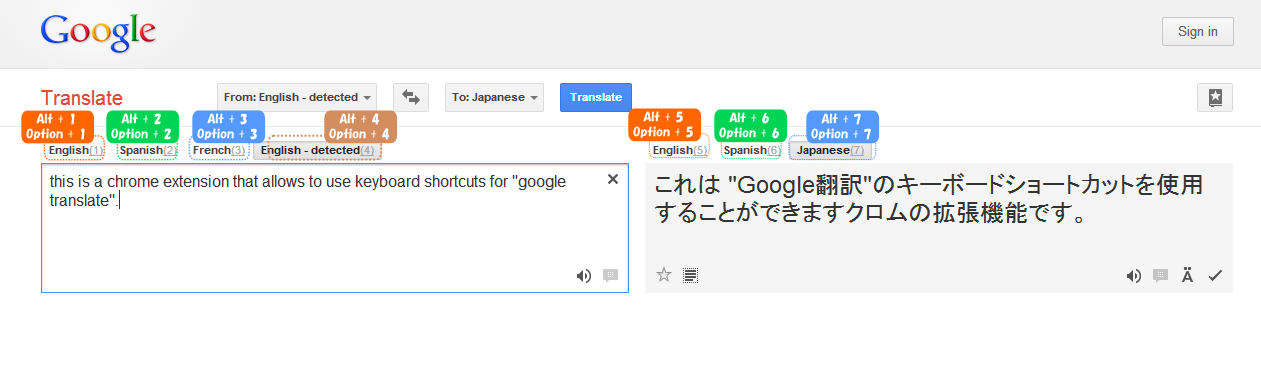 Google
Sign in
Translate
From: English - detected
To: Japanese
Translate
Alt + 1
Option + 1
Alt + 2
Option + 2
Alt + 3
Option + 3
Alt + 4
Option + 4
Alt + 5
Option + 5
Alt + 6
Option + 6
Alt + 7
Option + 7
English(1)
Spanish(2)
French(3)
English - detected(4)
English(5)
Spanish(6)
Japanese(7)
this is a chrome extension that allows to use keyboard shortcuts for "google
translate".
これは "Google翻訳"のキーボードショートカットを使用
することができますクロムの拡張機能です。
Ä